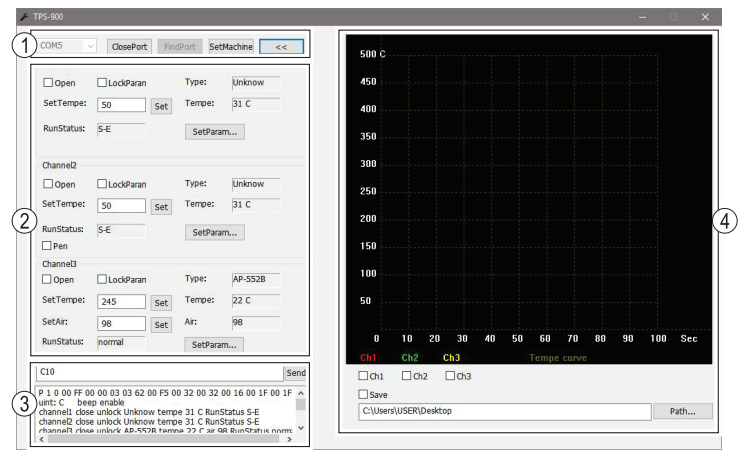 TPS-900
1
COM5 ClosePort FindPort SetMachine <<
2
Open LockParan Type: Unknow
SetTempe: 50 Set Tempe: 31 C
RunStatus: S-E SetParam...
Channel2
Open LockParan Type: Unknow
SetTempe: 50 Set Tempe: 31 C
RunStatus: S-E SetParam...
Pen
Channel3
Open LockParan Type: AP-552B
SetTempe: 245 Set Tempe: 22 C
SetAir: 98 Set Air: 98
RunStatus: normal SetParam...
3
C10 Send
P 1 0 00 FF 00 00 03 03 62 00 F5 00 32 00 32 00 16 00 1F 00 1F
uint: C beep enable
channel1 close unlock Unknow tempe 31 C RunStatus S-E
channel2 close unlock Unknow tempe 31 C RunStatus S-E
channel3 close unlock AP-552B tempe 22 C air 98 RunStatus norma
4
500 C
450
400
350
300
250
200
150
100
50
0 10 20 30 40 50 60 70 80 90 100 Sec
Ch1 Ch2 Ch3 Tempe curve
Ch1 Ch2 Ch3
Save
C:\Users\USER\Desktop Path...